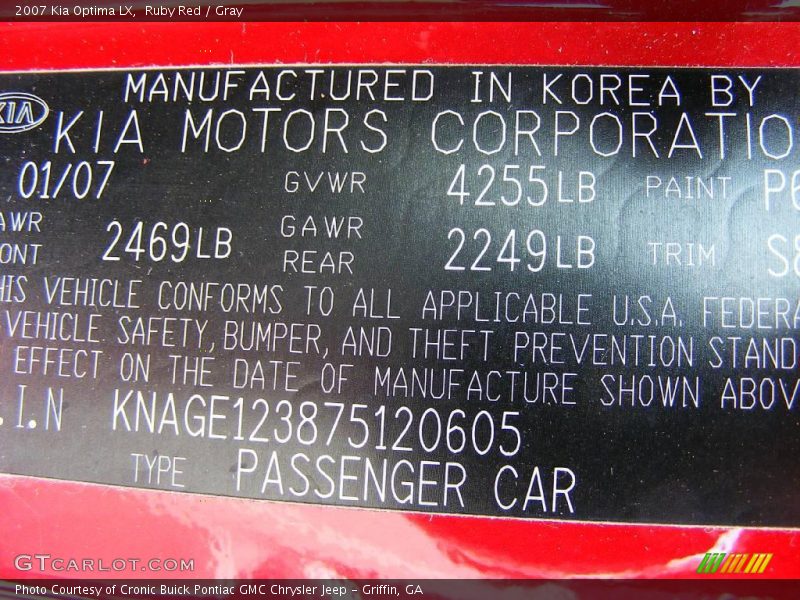 2007 Kia Optima LX, Ruby Red / Gray
MANUFACTURED IN KOREA BY
KIA KIA MOTORS CORPORATIO
01/07 GVWR 4255LB PAINT P6
AWR GAWR
ONT 2469LB REAR 2249LB TRIM S8
HIS VEHICLE CONFORMS TO ALL APPLICABLE U.S.A. FEDERA
VEHICLE SAFETY, BUMPER, AND THEFT PREVENTION STAND
EFFECT ON THE DATE OF MANUFACTURE SHOWN ABOV
.I.N KNAGE123875120605
TYPE PASSENGER CAR
GTCARLOT.COM
Photo Courtesy of Cronic Buick Pontiac GMC Chrysler Jeep - Griffin, GA